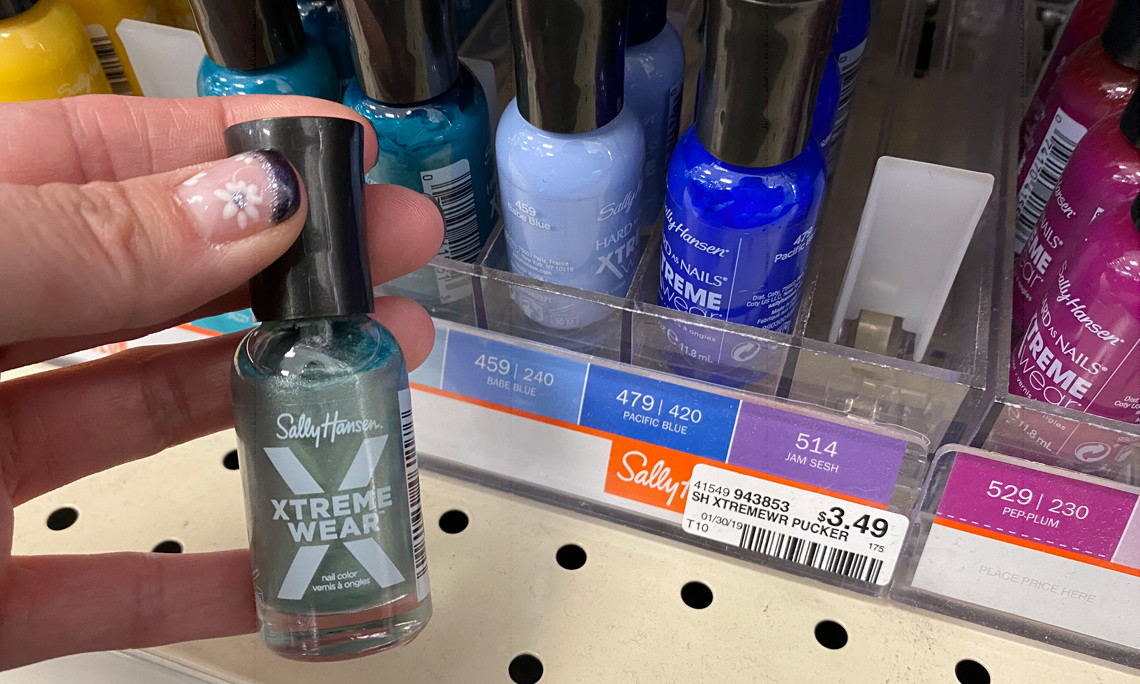 Sally Hansen
XTREME
WEAR
nail color
vernis à ongles
459
Babe Blue
Sally
HARD
XTR
Sally Hansen
HARD AS NAILS
XTREME
wear
479
Pacific
11.8 mL
459 | 240
BABE BLUE
479 | 420
PACIFIC BLUE
514
JAM SESH
Sally H
41549 943853
SH XTREMEWR PUCKER
01/30/19
T10
$3.49
175
529 | 230
PEP-PLUM
PLACE PRICE HERE
Sally Hansen
HARD AS NAILS
XTREME
wear
11.8 mL